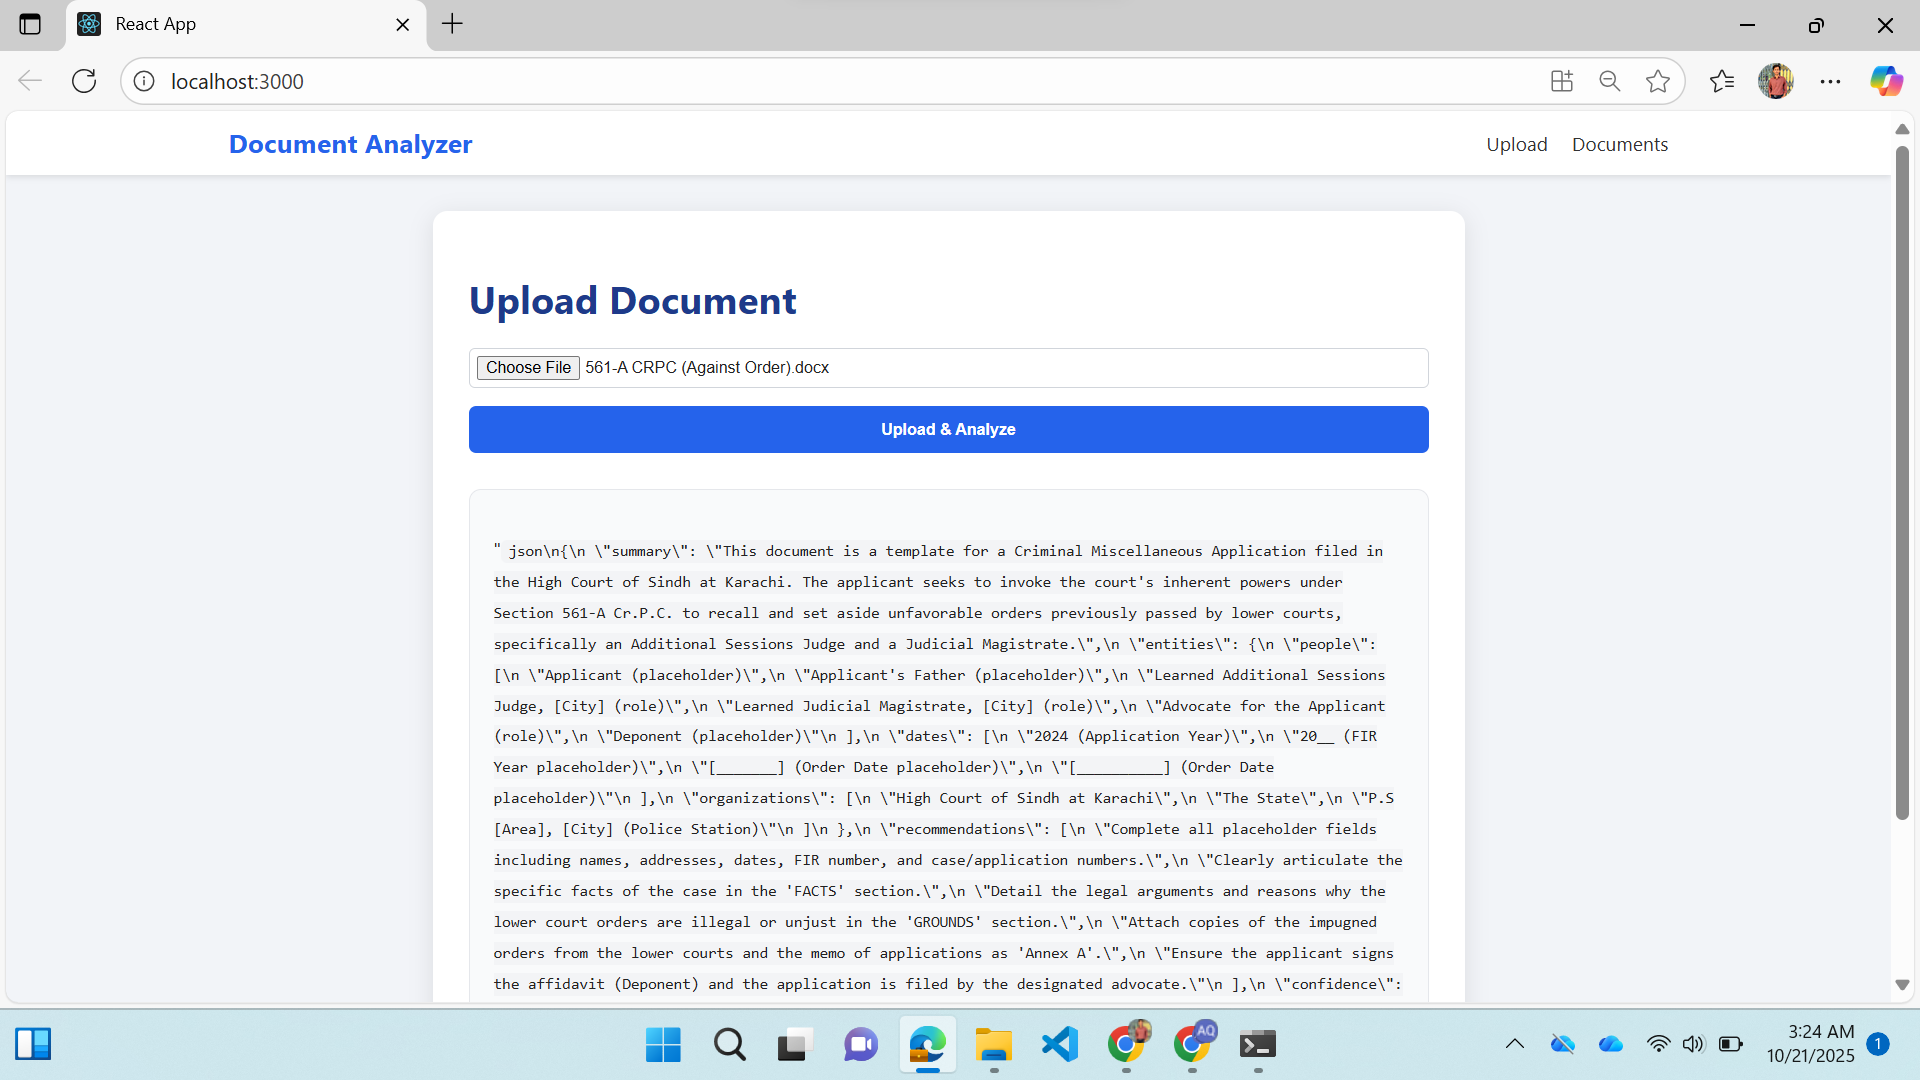 React App
localhost:3000
Document Analyzer
Upload
Documents
Upload Document
Choose File 561-A CRPC (Against Order).docx
Upload & Analyze
" json\n{\n \"summary\": \"This document is a template for a Criminal Miscellaneous Application filed in
the High Court of Sindh at Karachi. The applicant seeks to invoke the court's inherent powers under
Section 561-A Cr.P.C. to recall and set aside unfavorable orders previously passed by lower courts,
specifically an Additional Sessions Judge and a Judicial Magistrate.\",\n \"entities\": {\n \"people\":
[\n \"Applicant (placeholder)\",\n \"Applicant's Father (placeholder)\",\n \"Learned Additional Sessions
Judge, [City] (role)\",\n \"Learned Judicial Magistrate, [City] (role)\",\n \"Advocate for the Applicant
(role)\",\n \"Deponent (placeholder)\"\n ],\n \"dates\": [\n \"2024 (Application Year)\",\n \"20__ (FIR
Year placeholder)\",\n \"[_______] (Order Date placeholder)\",\n \"[__________] (Order Date
placeholder)\"\n ],\n \"organizations\": [\n \"High Court of Sindh at Karachi\",\n \"The State\",\n \"P.S
[Area], [City] (Police Station)\"\n ]\n },\n \"recommendations\": [\n \"Complete all placeholder fields
including names, addresses, dates, FIR number, and case/application numbers.\",\n \"Clearly articulate the
specific facts of the case in the 'FACTS' section.\",\n \"Detail the legal arguments and reasons why the
lower court orders are illegal or unjust in the 'GROUNDS' section.\",\n \"Attach copies of the impugned
orders from the lower courts and the memo of applications as 'Annex A'.\",\n \"Ensure the applicant signs
the affidavit (Deponent) and the application is filed by the designated advocate.\"\n ],\n \"confidence\":
AQ
3:24 AM
10/21/2025
1